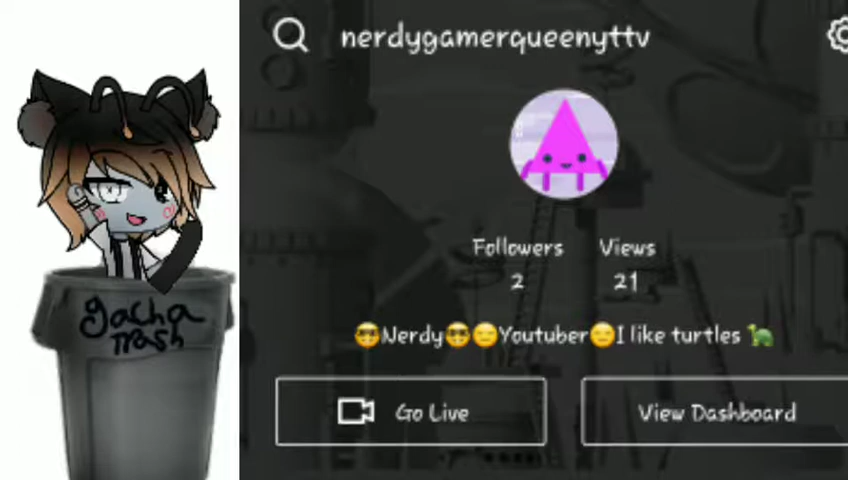 nerdygamerqueenyttv
Followers Views
2 21
🤓Nerdy🤓😑Youtuber😑I like turtles 🐢
Go Live View Dashboard
gacha
Trash